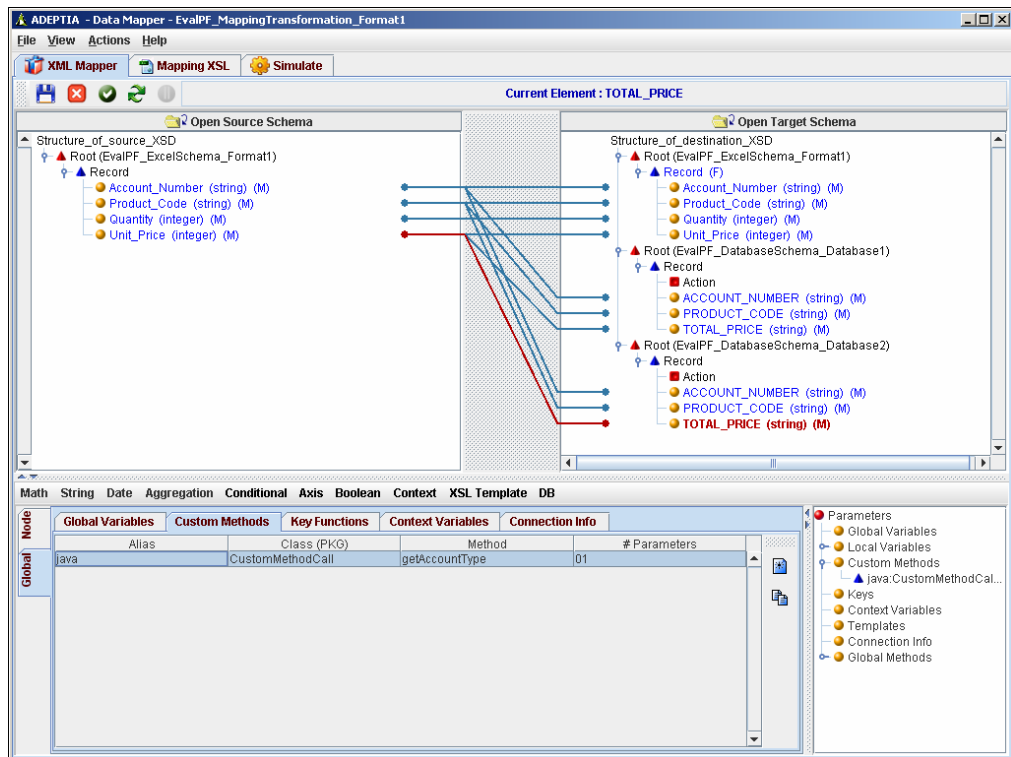 ADEPTIA - Data Mapper - EvalPF_MappingTransformation_Format1
File View Actions Help
XML Mapper Mapping XSL Simulate
Current Element : TOTAL_PRICE
Open Source Schema
Structure_of_source_XSD
Root (EvalPF_ExcelSchema_Format1)
Record
Account_Number (string) (M)
Product_Code (string) (M)
Quantity (integer) (M)
Unit_Price (integer) (M)
Open Target Schema
Structure_of_destination_XSD
Root (EvalPF_ExcelSchema_Format1)
Record (F)
Account_Number (string) (M)
Product_Code (string) (M)
Quantity (integer) (M)
Unit_Price (integer) (M)
Root (EvalPF_DatabaseSchema_Database1)
Record
Action
ACCOUNT_NUMBER (string) (M)
PRODUCT_CODE (string) (M)
TOTAL_PRICE (string) (M)
Root (EvalPF_DatabaseSchema_Database2)
Record
Action
ACCOUNT_NUMBER (string) (M)
PRODUCT_CODE (string) (M)
TOTAL_PRICE (string) (M)
Math String Date Aggregation Conditional Axis Boolean Context XSL Template DB
Node
Global
Global Variables Custom Methods Key Functions Context Variables Connection Info
Alias Class (PKG) Method # Parameters
java CustomMethodCall getAccountType 01
Parameters
Global Variables
Local Variables
Custom Methods
java:CustomMethodCal...
Keys
Context Variables
Templates
Connection Info
Global Methods